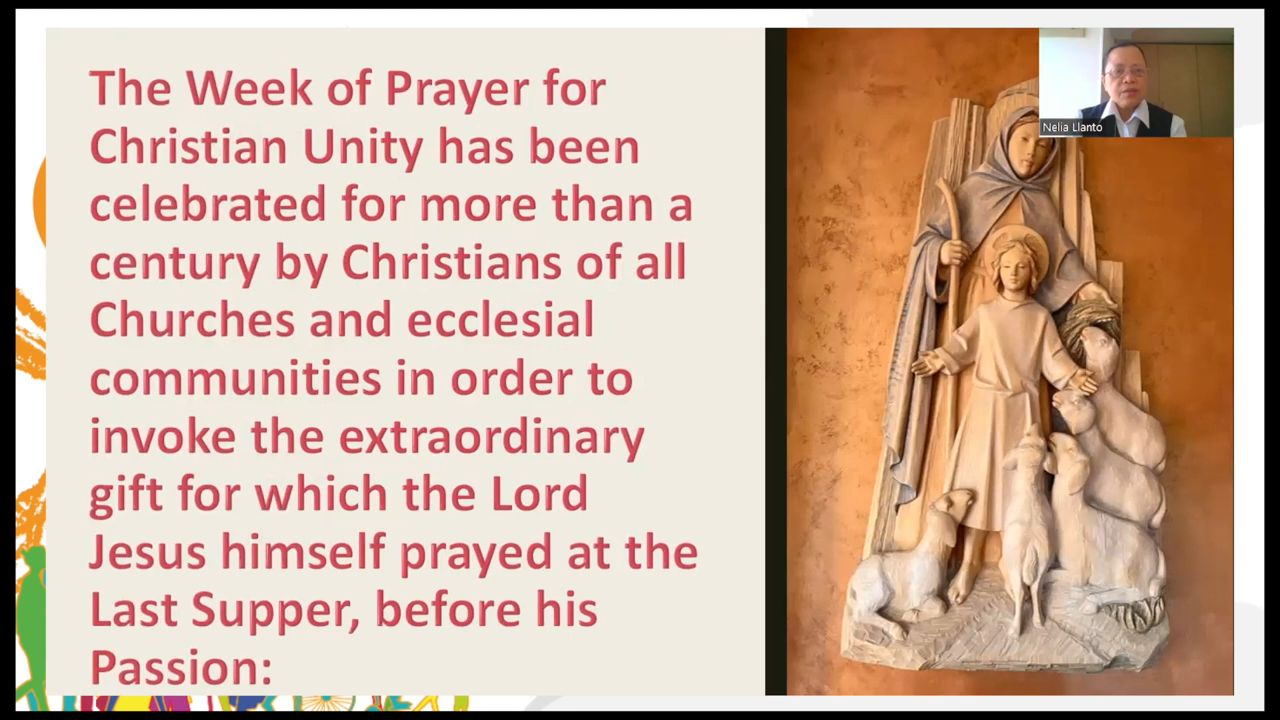 The Week of Prayer for
Christian Unity has been
celebrated for more than a
century by Christians of all
Churches and ecclesial
communities in order to
invoke the extraordinary
gift for which the Lord
Jesus himself prayed at the
Last Supper, before his
Passion:
Nelia Llanto